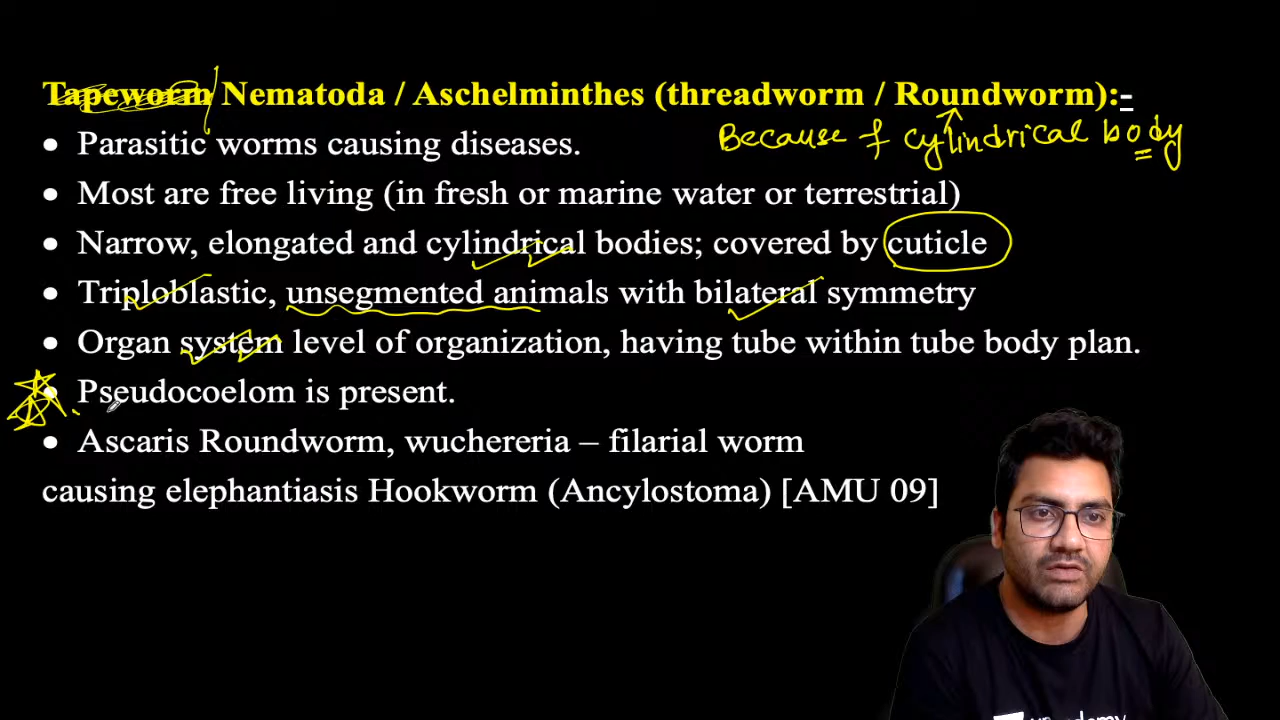 Tapeworm Nematoda / Aschelminthes (threadworm / Roundworm):-
Because of cylindrical body
• Parasitic worms causing diseases.
• Most are free living (in fresh or marine water or terrestrial)
• Narrow, elongated and cylindrical bodies; covered by cuticle
• Triploblastic, unsegmented animals with bilateral symmetry
• Organ system level of organization, having tube within tube body plan.
• Pseudocoelom is present.
• Ascaris Roundworm, wuchereria – filarial worm
causing elephantiasis Hookworm (Ancylostoma) [AMU 09]